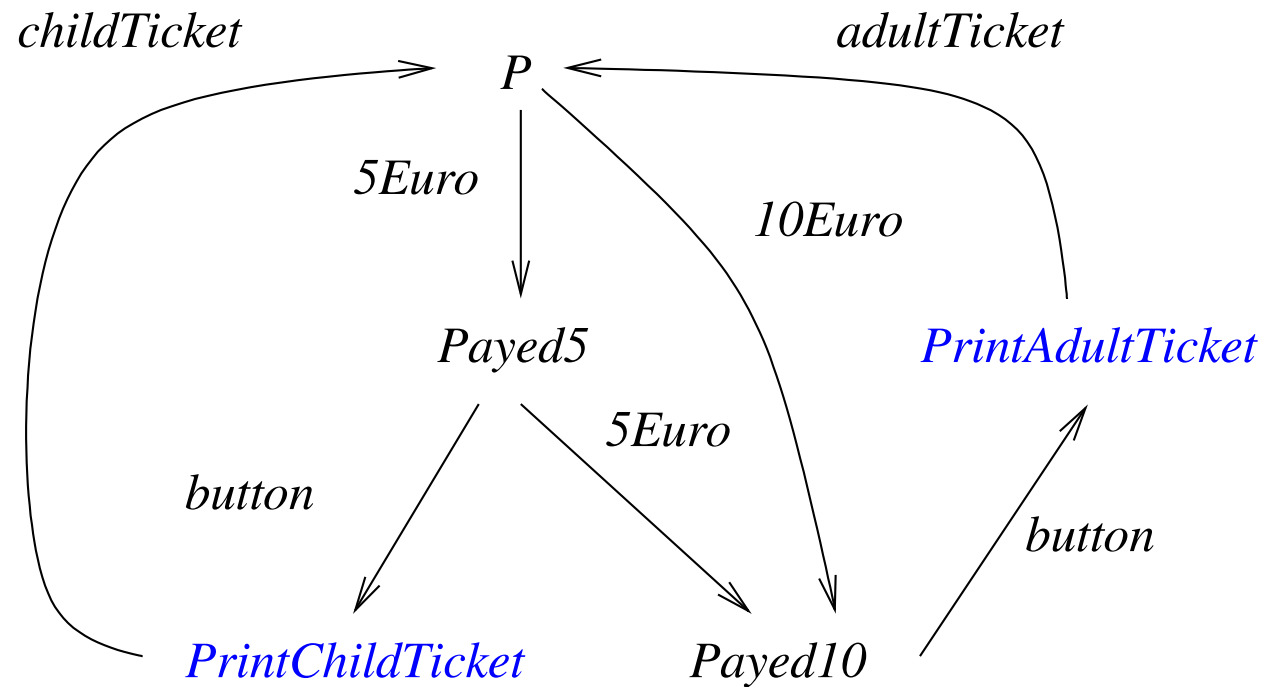 childTicket
adultTicket
P
5Euro
10Euro
Payed5
PrintAdultTicket
5Euro
button
button
PrintChildTicket
Payed10